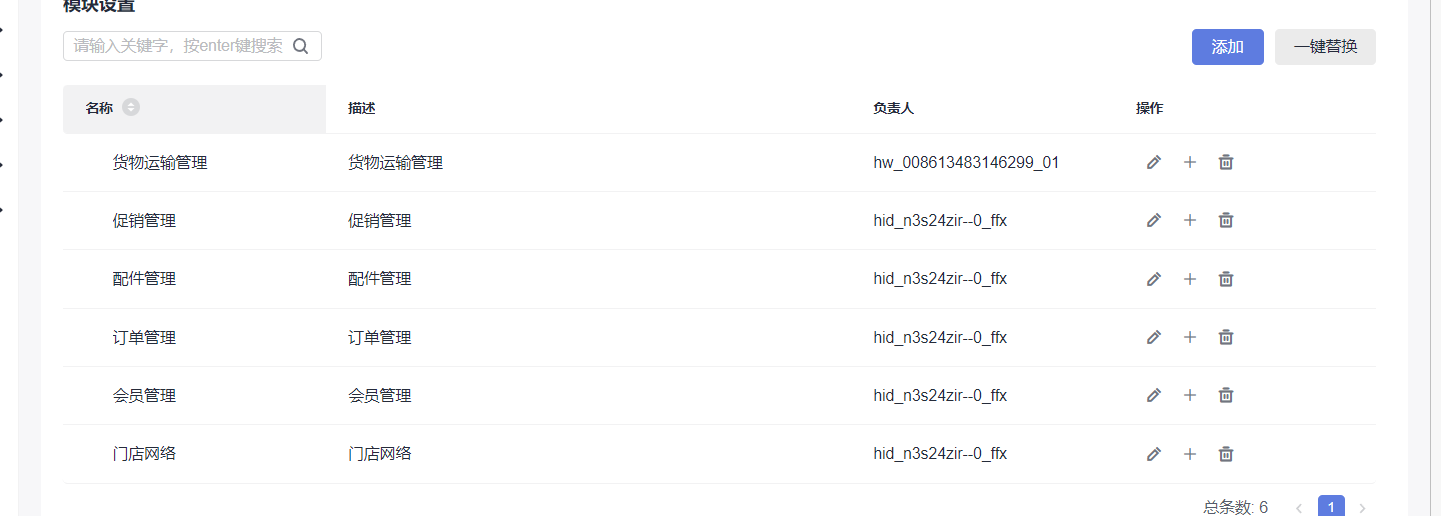 模块设置
请输入关键字，按enter键搜索
添加 一键替换
名称 描述 负责人 操作
货物运输管理 货物运输管理 hw_008613483146299_01
促销管理 促销管理 hid_n3s24zir--0_ffx
配件管理 配件管理 hid_n3s24zir--0_ffx
订单管理 订单管理 hid_n3s24zir--0_ffx
会员管理 会员管理 hid_n3s24zir--0_ffx
门店网络 门店网络 hid_n3s24zir--0_ffx
总条数: 6 1